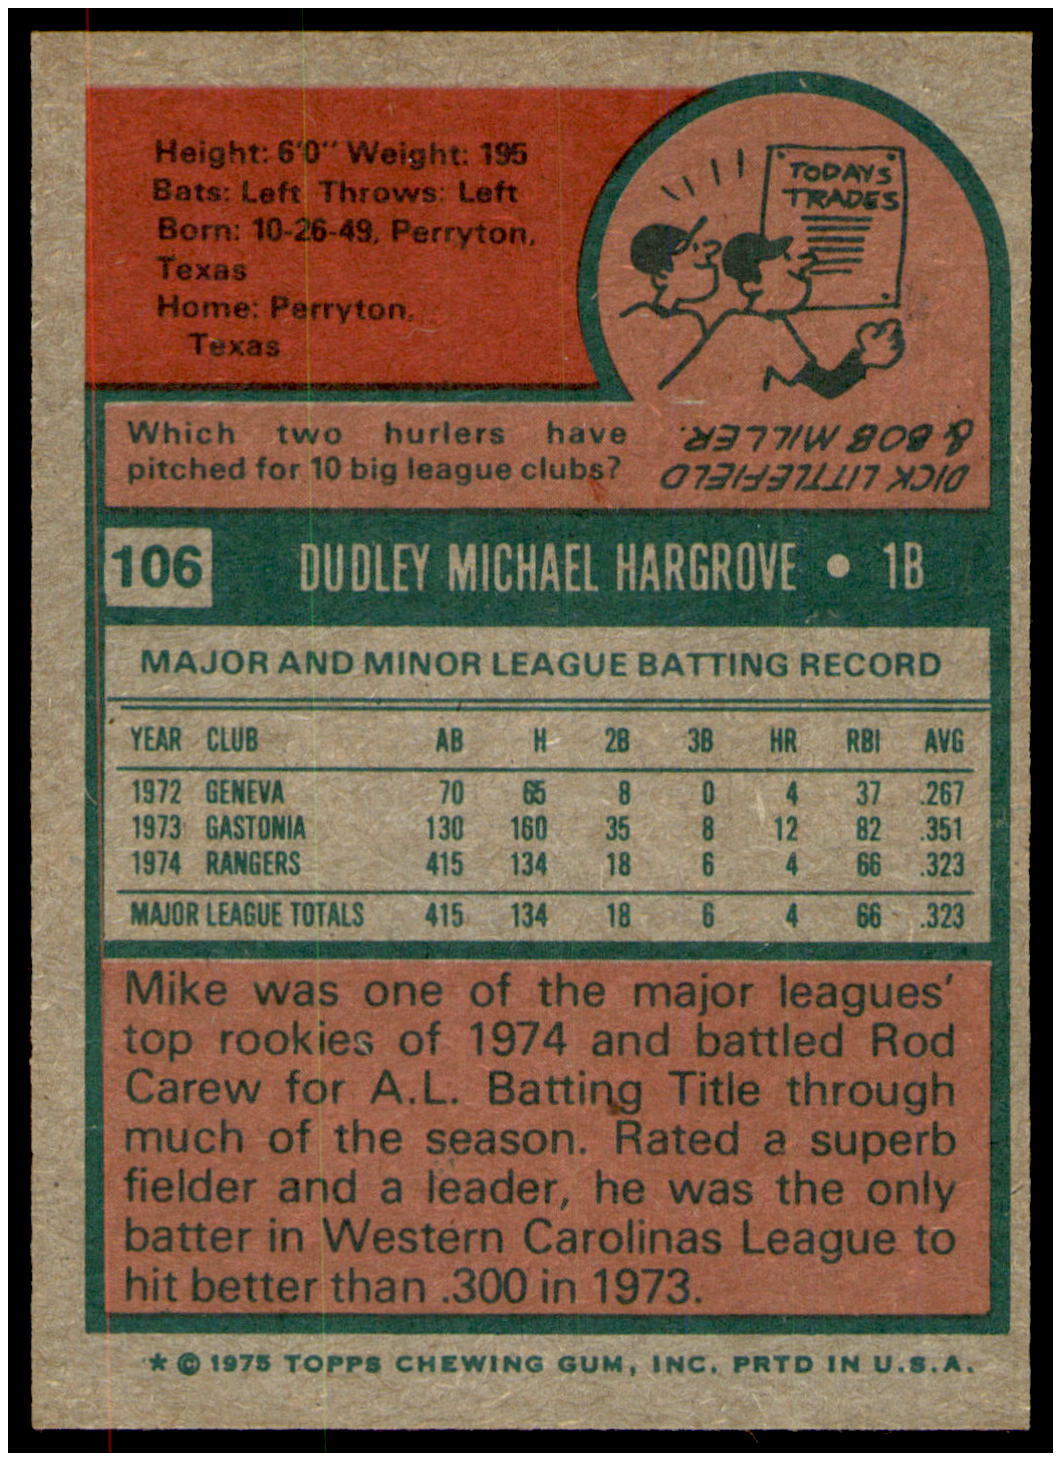 Height: 6'0" Weight: 195
Bats: Left Throws: Left
Born: 10-26-49, Perryton,
Texas
Home: Perryton,
Texas
TODAY'S
TRADES
Which two hurlers have
pitched for 10 big league clubs?
DICK LITTLEFIELD
& BOB MILLER.
106 DUDLEY MICHAEL HARGROVE • 1B
MAJOR AND MINOR LEAGUE BATTING RECORD
YEAR CLUB AB H 2B 3B HR RBI AVG
1972 GENEVA 70 65 8 0 4 37 .267
1973 GASTONIA 130 160 35 8 12 82 .351
1974 RANGERS 415 134 18 6 4 66 .323
MAJOR LEAGUE TOTALS 415 134 18 6 4 66 .323
Mike was one of the major leagues'
top rookies of 1974 and battled Rod
Carew for A.L. Batting Title through
much of the season. Rated a superb
fielder and a leader, he was the only
batter in Western Carolinas League to
hit better than .300 in 1973.
* © 1975 TOPPS CHEWING GUM, INC. PRTD IN U.S.A.